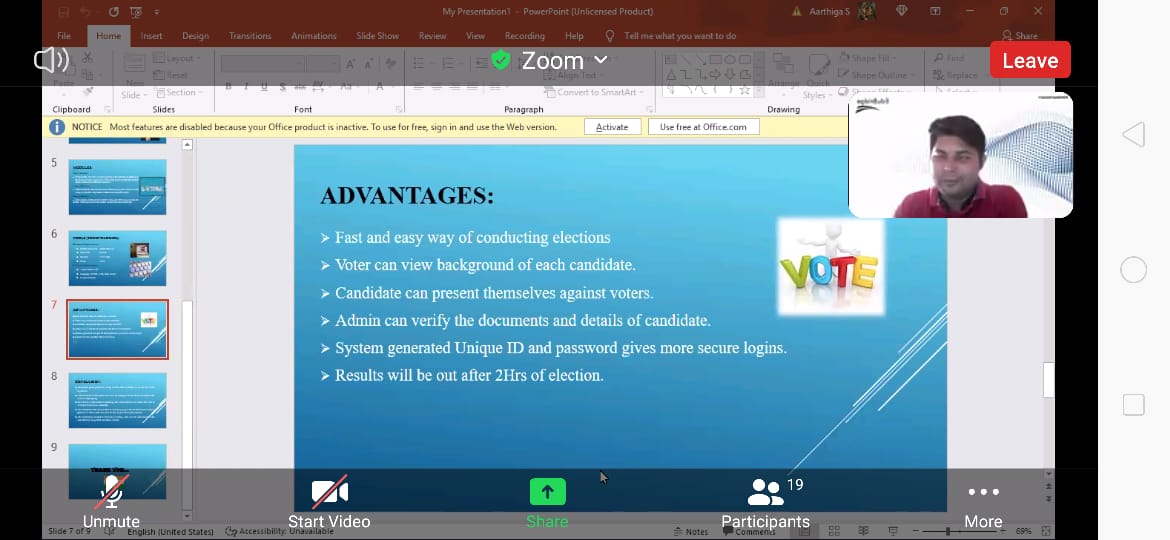 My Presentation1 - PowerPoint (Unlicensed Product)
Aarthiga S
File Home Insert Design Transitions Animations Slide Show Review View Recording Help Tell me what you want to do Share
Zoom
Leave
Paste
New
Slide
Layout
Reset
Section
Align Text
Convert to SmartArt
Arrange
Quick
Styles
Shape Fill
Shape Outline
Shape Effects
Find
Replace
Clipboard Slides Font Paragraph Drawing
NOTICE Most features are disabled because your Office product is inactive. To use for free, sign in and use the Web version. Activate Use free at Office.com
5
6
7
8
9
THANK YOU...
ADVANTAGES:
➢ Fast and easy way of conducting elections
➢ Voter can view background of each candidate.
➢ Candidate can present themselves against voters.
➢ Admin can verify the documents and details of candidate.
➢ System generated Unique ID and password gives more secure logins.
➢ Results will be out after 2Hrs of election.
VOTE
19
Unmute Start Video Share Participants More
Slide 7 of 9 English (United States) Accessibility: Unavailable Notes Comments 69%